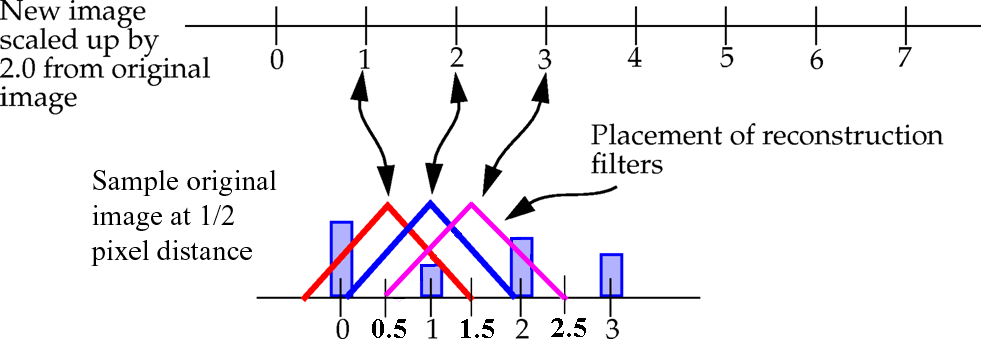 New image
scaled up by
2.0 from original
image
0 1 2 3 4 5 6 7
Placement of reconstruction
filters
Sample original
image at 1/2
pixel distance
0 0.5 1 1.5 2 2.5 3